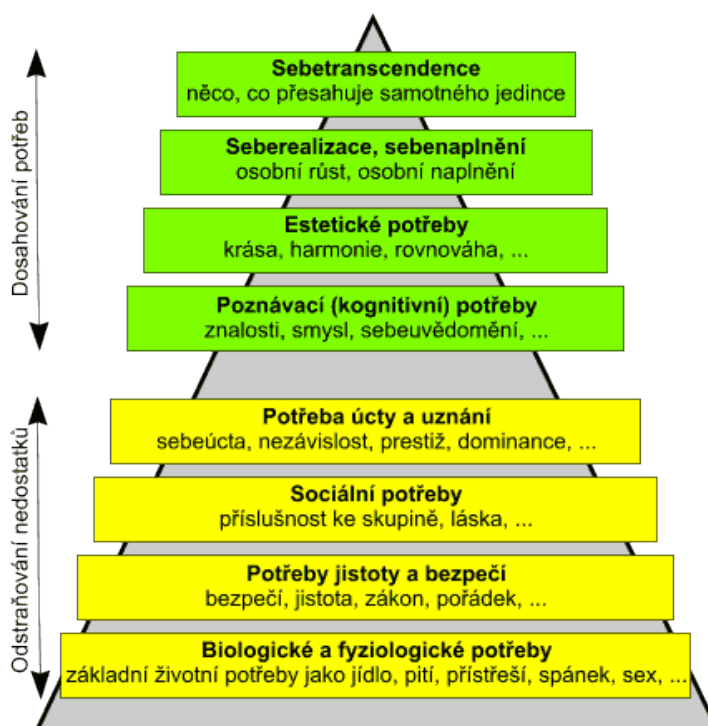 Sebetranscendence
něco, co přesahuje samotného jedince
Seberealizace, sebenaplnění
osobní růst, osobní naplnění
Estetické potřeby
krása, harmonie, rovnováha, ...
Poznávací (kognitivní) potřeby
znalosti, smysl, sebeuvědomění, ...
Dosahování potřeb
Potřeba úcty a uznání
sebeúcta, nezávislost, prestiž, dominance, ...
Sociální potřeby
příslušnost ke skupině, láska, ...
Potřeby jistoty a bezpečí
bezpečí, jistota, zákon, pořádek, ...
Biologické a fyziologické potřeby
základní životní potřeby jako jídlo, pití, přístřeší, spánek, sex, ...
Odstraňování nedostatků